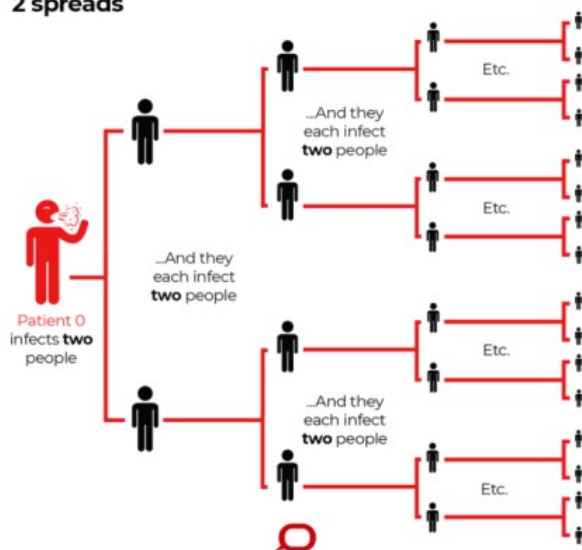 2 spreads
Etc.
...And they
each infect
two people
Etc.
...And they
each infect
two people
Patient 0
infects two
people
Etc.
...And they
each infect
two people
Etc.